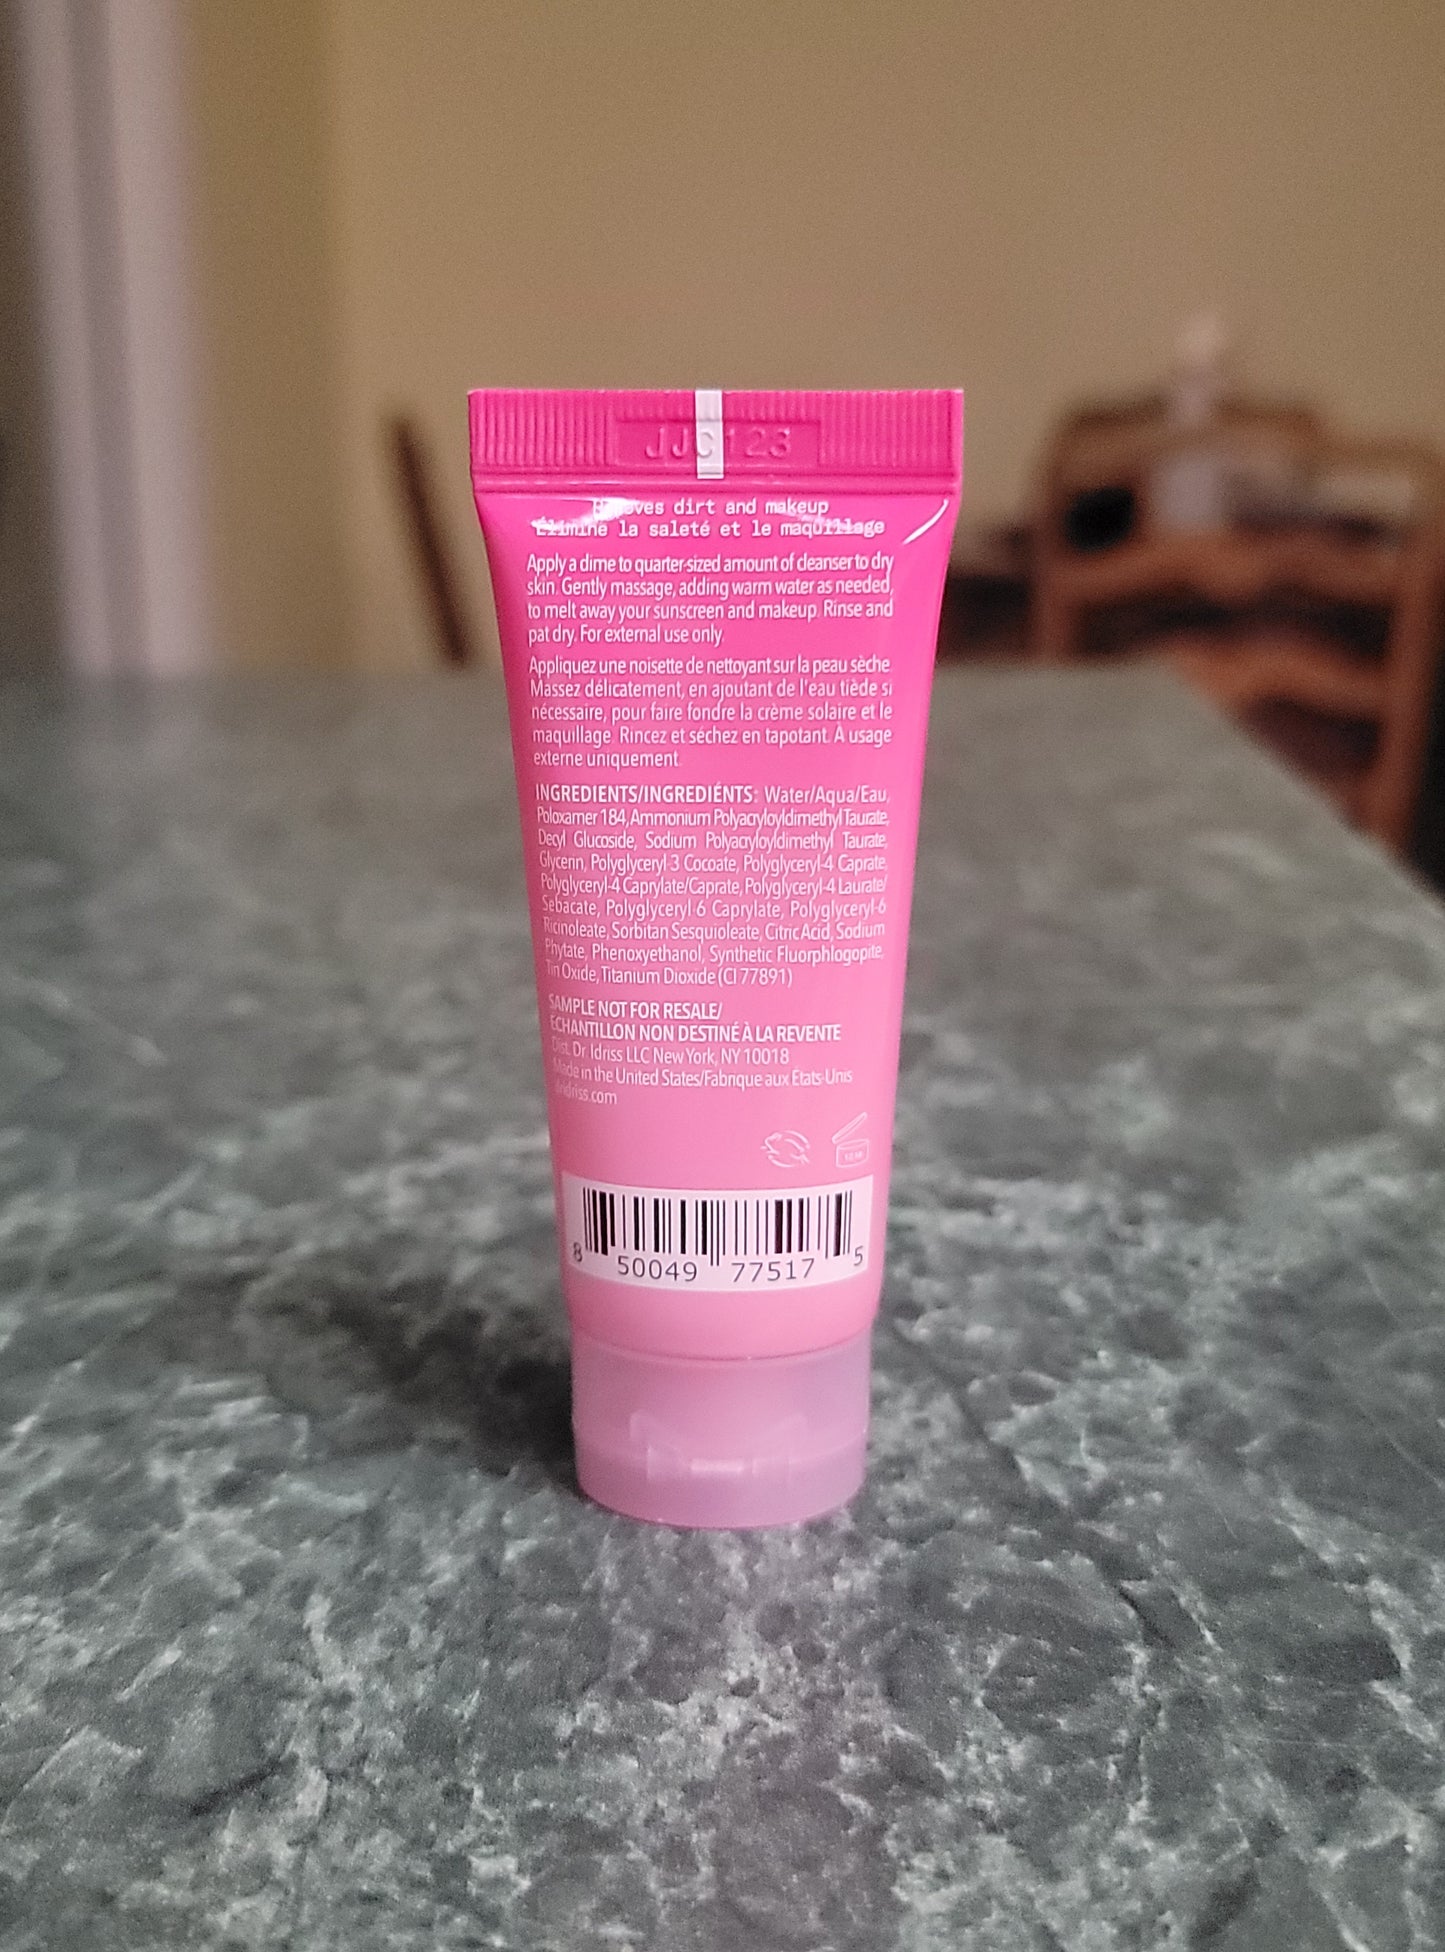 JJC123
Removes dirt and makeup
Élimine la saleté et le maquillage
Apply a dime to quarter-sized amount of cleanser to dry
skin. Gently massage, adding warm water as needed,
to melt away your sunscreen and makeup. Rinse and
pat dry. For external use only.
Appliquez une noisette de nettoyant sur la peau sèche.
Massez délicatement, en ajoutant de l'eau tiède si
nécessaire, pour faire fondre la crème solaire et le
maquillage. Rincez et séchez en tapotant. À usage
externe uniquement.
INGREDIENTS/INGREDIÉNTS: Water/Aqua/Eau,
Poloxamer 184, Ammonium Polyacryloyldimethyl Taurate,
Decyl Glucoside, Sodium Polyacryloyldimethyl Taurate,
Glycerin, Polyglyceryl-3 Cocoate, Polyglyceryl-4 Caprate,
Polyglyceryl-4 Caprylate/Caprate, Polyglyceryl-4 Laurate/
Sebacate, Polyglyceryl-6 Caprylate, Polyglyceryl-6
Ricinoleate, Sorbitan Sesquioleate, Citric Acid, Sodium
Phytate, Phenoxyethanol, Synthetic Fluorphlogopite,
Tin Oxide, Titanium Dioxide (CI 77891)
SAMPLE NOT FOR RESALE/
ÉCHANTILLON NON DESTINÉ À LA REVENTE
Dist. Dr. Idriss LLC New York, NY 10018
Made in the United States/Fabrique aux États-Unis
dridriss.com
8 50049 77517 5